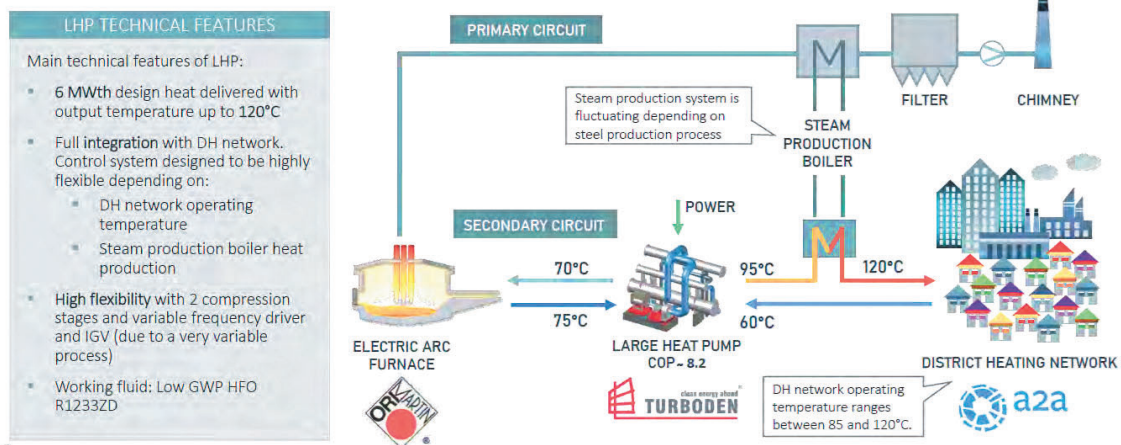 LHP TECHNICAL FEATURES
Main technical features of LHP:
6 MWth design heat delivered with
output temperature up to 120°C
Full integration with DH network.
Control system designed to be highly
flexible depending on:
DH network operating
temperature
Steam production boiler heat
production
High flexibility with 2 compression
stages and variable frequency driver
and IGV (due to a very variable
process)
Working fluid: Low GWP HFO
R1233ZD
PRIMARY CIRCUIT
Steam production system is
fluctuating depending on
steel production process
STEAM
PRODUCTION
BOILER
FILTER
CHIMNEY
SECONDARY CIRCUIT
POWER
70°C
75°C
95°C
120°C
60°C
ELECTRIC ARC
FURNACE
ORI
MARTIN
®
LARGE HEAT PUMP
COP ~ 8.2
clean energy ahead
TURBODEN
DISTRICT HEATING NETWORK
DH network operating
temperature ranges
between 85 and 120°C.
a2a